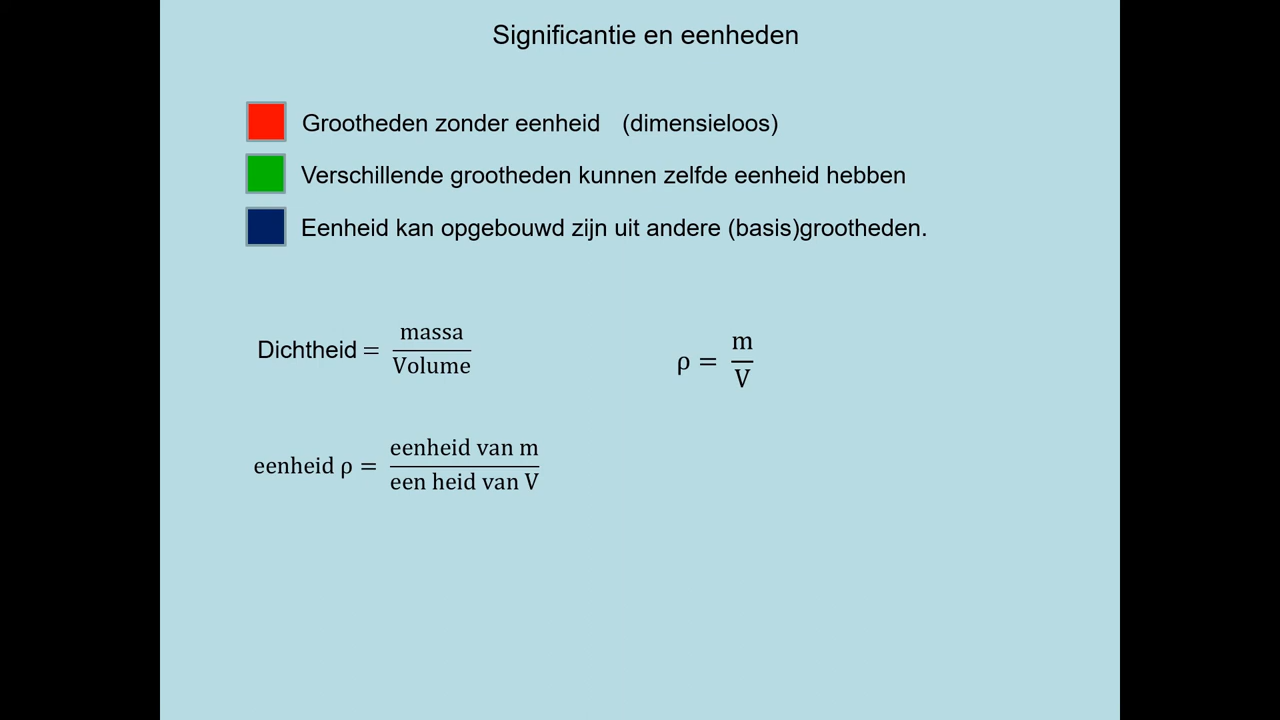 Significantie en eenheden
Grootheden zonder eenheid (dimensieloos)
Verschillende grootheden kunnen zelfde eenheid hebben
Eenheid kan opgebouwd zijn uit andere (basis)grootheden.
Dichtheid = massa / Volume
ρ = m / V
eenheid ρ = eenheid van m / een heid van V